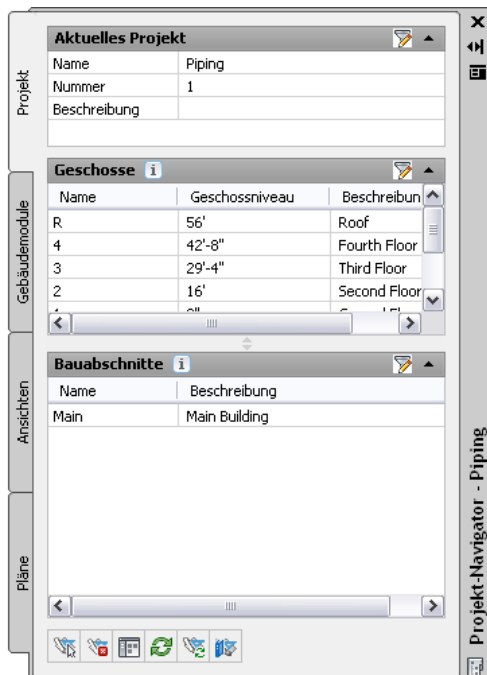 Aktuelles Projekt
Name Piping
Nummer 1
Beschreibung
Geschosse
Name Geschossniveau Beschreibun
R 56' Roof
4 42'-8" Fourth Floor
3 29'-4" Third Floor
2 16' Second Floor
Bauabschnitte
Name Beschreibung
Main Main Building
Projekt
Gebäudemodule
Ansichten
Pläne
Projekt-Navigator - Piping